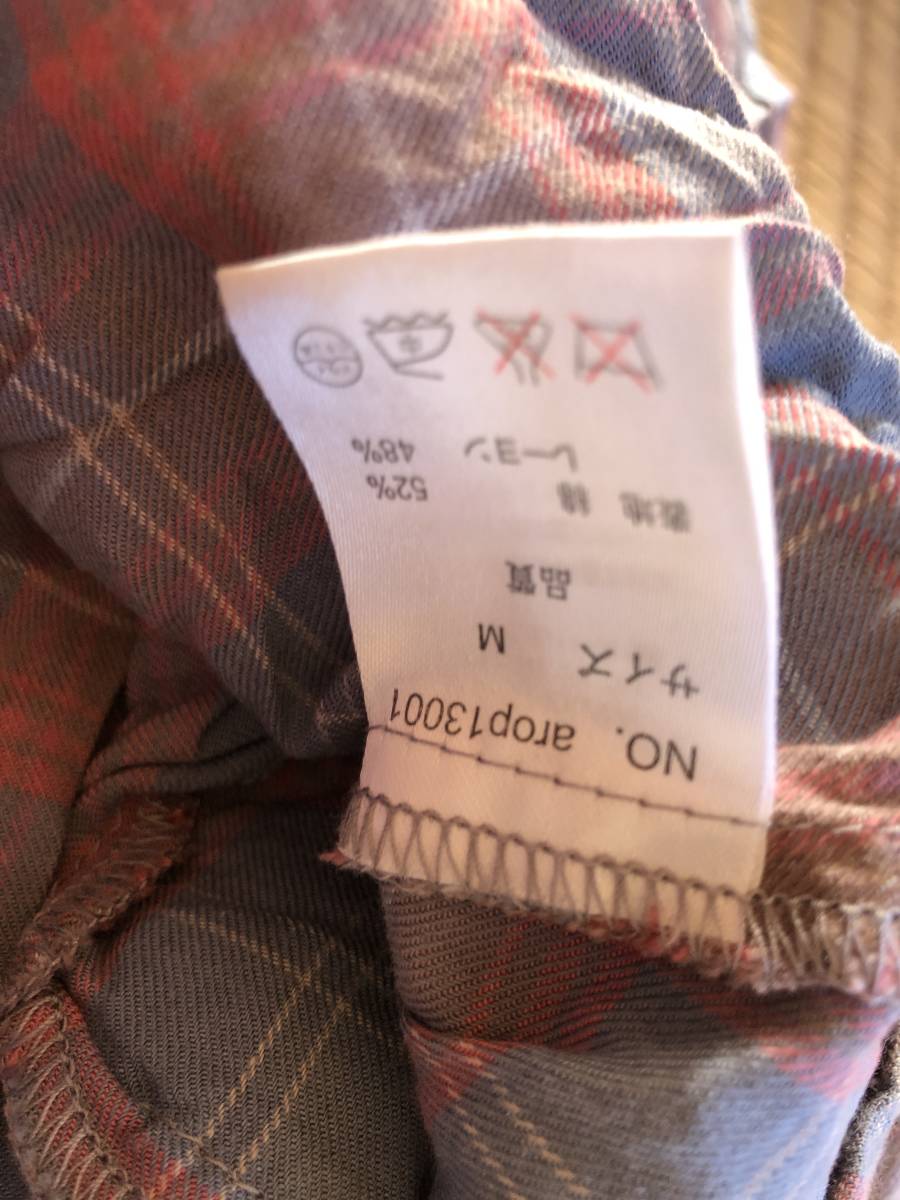 NO. arop13001
サイズ M
品質
表地 綿 52%
レーヨン 48%